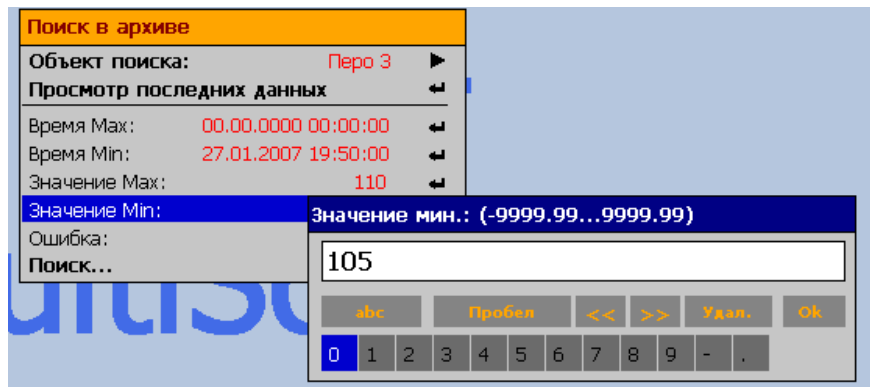 Поиск в архиве
Объект поиска: Перо 3
Просмотр последних данных
Время Max: 00.00.0000 00:00:00
Время Min: 27.01.2007 19:50:00
Значение Max: 110
Значение Min:
Ошибка:
Поиск...
Значение мин.: (-9999.99...9999.99)
105
abc Пробел << >> Удал. Ok
0 1 2 3 4 5 6 7 8 9 - .